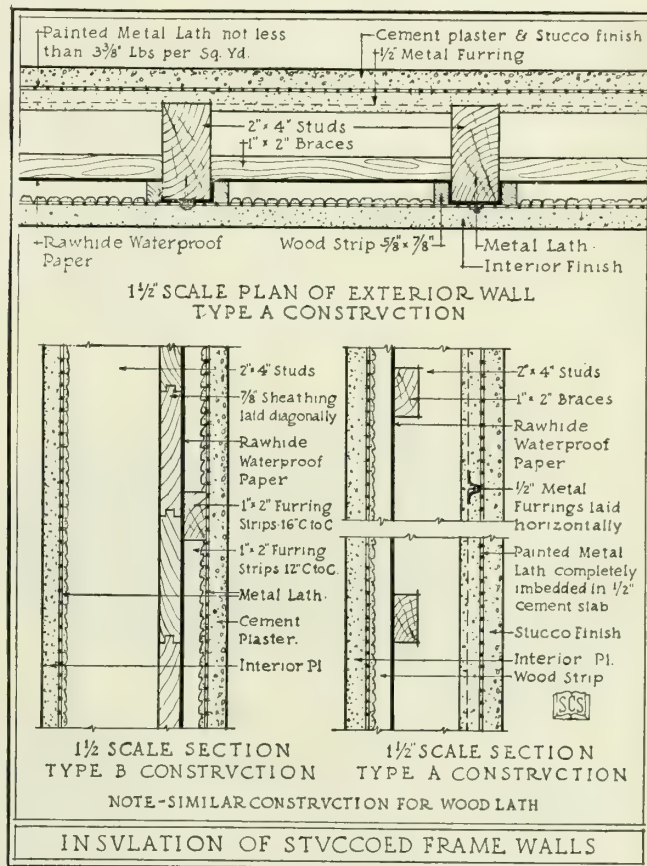 Painted Metal Lath not less
than 3⅜" Lbs per Sq. Yd.
Cement plaster & Stucco finish
½" Metal Furring
2" x 4" Studs
1" x 2" Braces
Rawhide Waterproof
Paper
Wood Strip ⅝" x ⅞"
Metal Lath
Interior Finish
1½" SCALE PLAN OF EXTERIOR WALL
TYPE A CONSTRVCTION
2" x 4" Studs
⅞" Sheathing
laid diagonally
Rawhide
Waterproof
Paper
1" x 2" Furring
Strips 16" C to C
1" x 2" Furring
Strips 12" C to C.
Metal Lath
Cement
Plaster.
Interior Pl
1½ SCALE SECTION
TYPE B CONSTRVCTION
2" x 4" Studs
1" x 2" Braces
Rawhide
Waterproof
Paper
½" Metal
Furrings laid
horizontally
Painted Metal
Lath completely
imbedded in ½"
cement slab
Stucco Finish
Interior Pl.
Wood Strip
SCS
1½" SCALE SECTION
TYPE A CONSTRVCTION
NOTE-SIMILAR CONSTRVCTION FOR WOOD LATH
INSVLATION OF STVCCOED FRAME WALLS